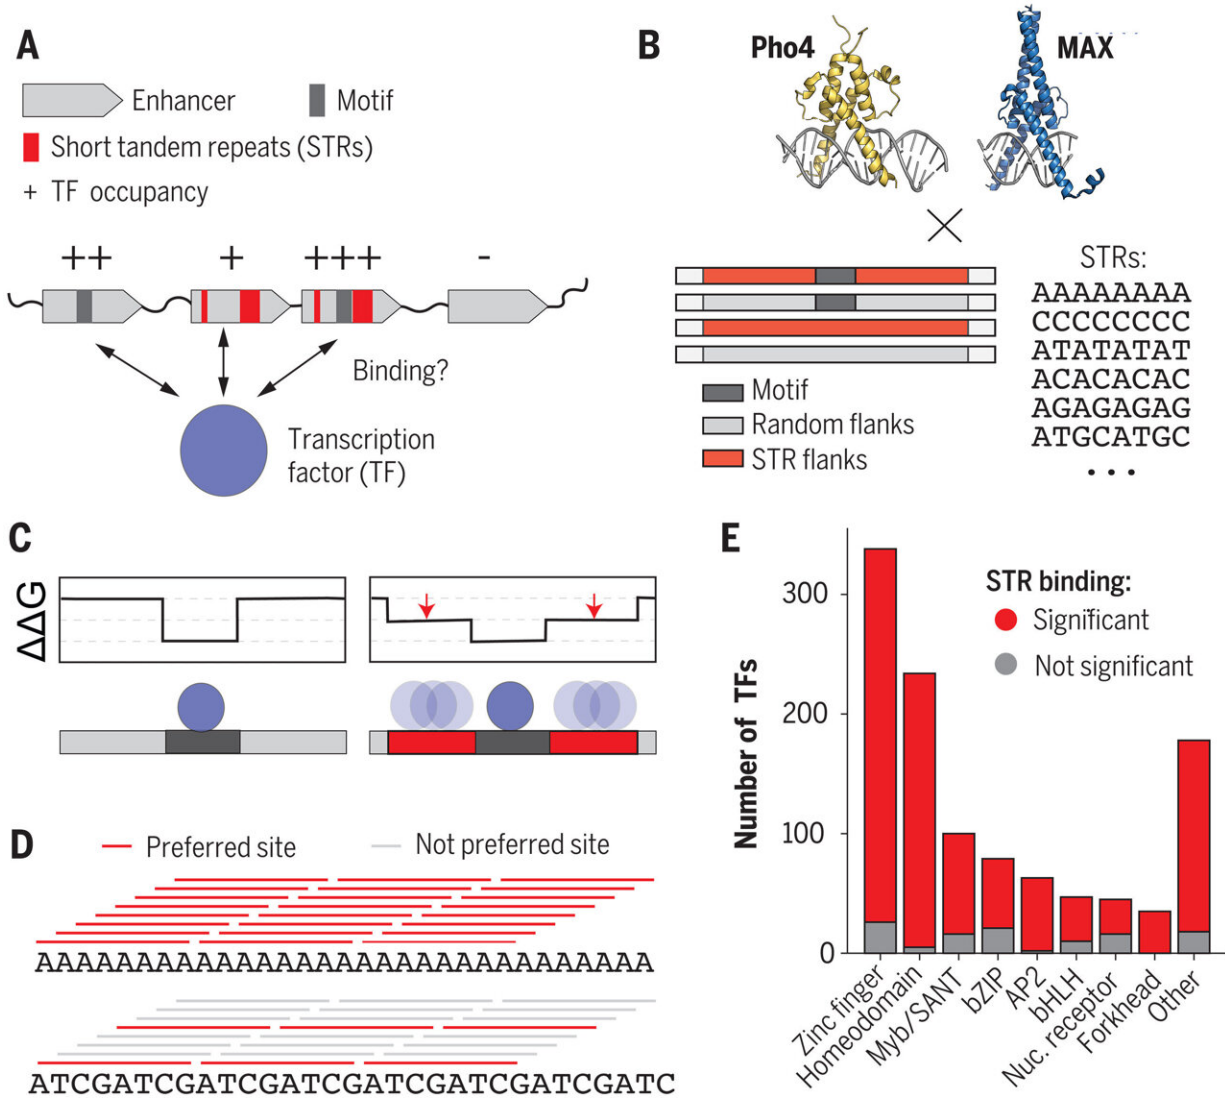 A
Enhancer
Motif
Short tandem repeats (STRs)
+ TF occupancy
++
+
+++
-
Binding?
Transcription
factor (TF)
B
Pho4
MAX
STRs:
AAAAAAAA
CCCCCCCC
ATATATAT
ACACACAC
AGAGAGAG
ATGCATGC
...
Motif
Random flanks
STR flanks
C
ΔΔG
D
Preferred site
Not preferred site
AAAAAAAAAAAAAAAAAAAAAAAAAAAAAAA
ATCGATCGATCGATCGATCGATCGATCGATC
E
STR binding:
Significant
Not significant
Number of TFs
300
200
100
0
Zinc finger
Homeodomain
Myb/SANT
bZIP
AP2
bHLH
Nuc. receptor
Forkhead
Other